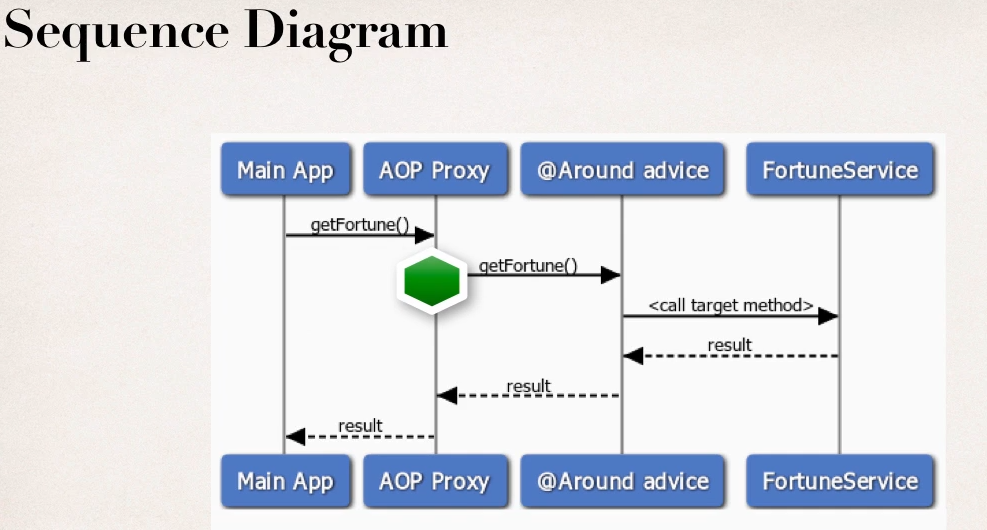 Sequence Diagram
Main App
AOP Proxy
@Around advice
FortuneService
getFortune()
getFortune()
<call target method>
result
result
result
Main App
AOP Proxy
@Around advice
FortuneService